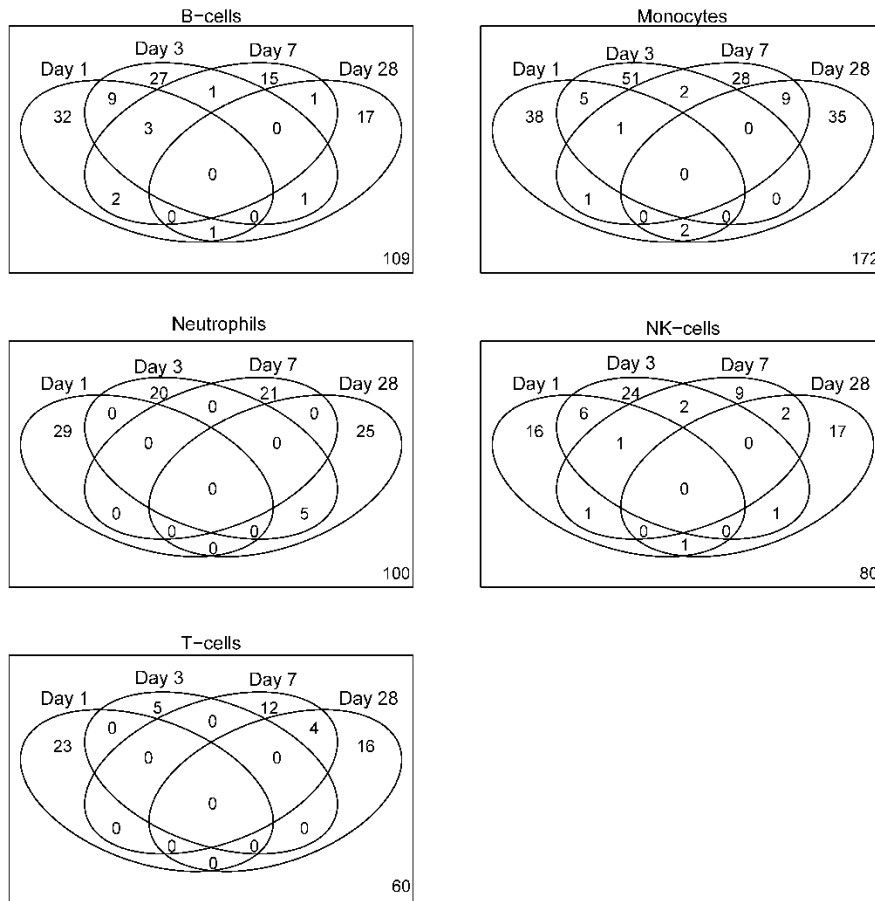 B-cells
Day 1 Day 3 Day 7 Day 28
32 9 27 1 15 1 17
3 0
0
2 1
0 0
1
109
Monocytes
Day 1 Day 3 Day 7 Day 28
38 5 51 2 28 9 35
1 0
0
1 0
0 0
2
172
Neutrophils
Day 1 Day 3 Day 7 Day 28
29 0 20 0 21 0 25
0 0
0
0 5
0 0
0
100
NK-cells
Day 1 Day 3 Day 7 Day 28
16 6 24 2 9 2 17
1 0
0
1 1
0 0
1
80
T-cells
Day 1 Day 3 Day 7 Day 28
23 0 5 0 12 4 16
0 0
0
0 0
0 0
0
60